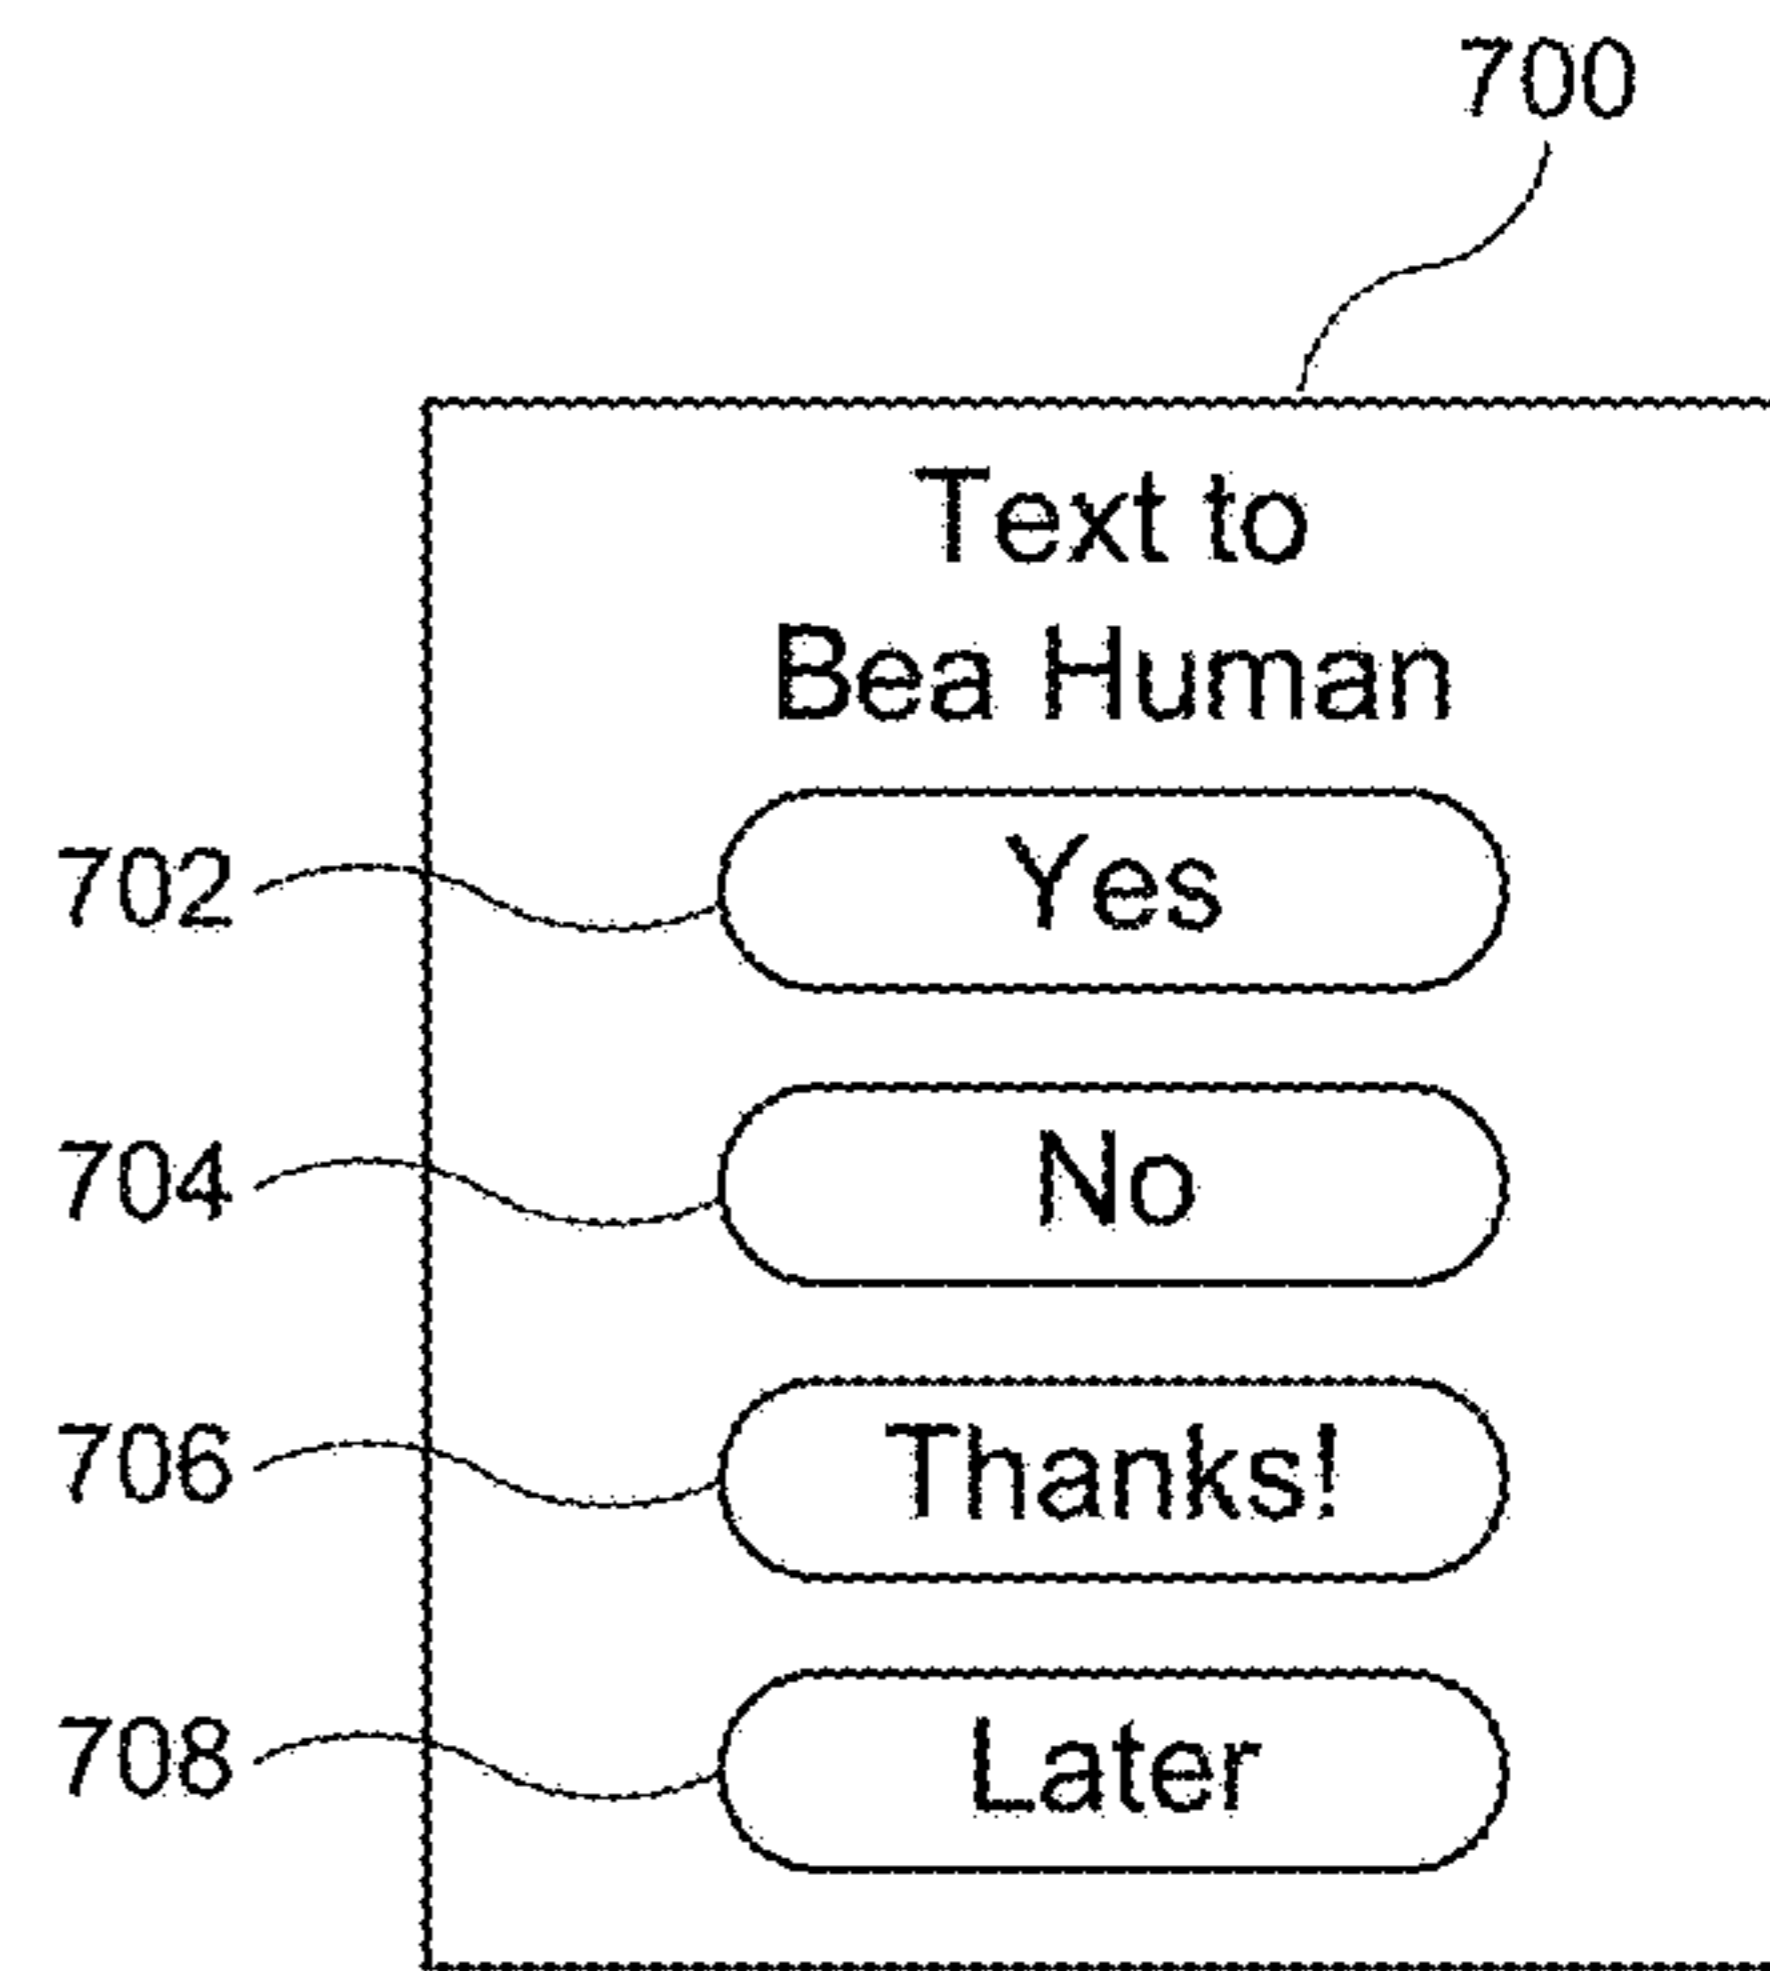 700
Text to
Bea Human
702 Yes
704 No
706 Thanks!
708 Later